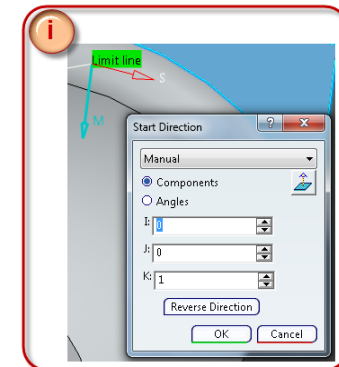 i
Limit line
S
M
Start Direction
?
X
Manual
Components
Angles
I: 0
J: 0
K: 1
Reverse Direction
OK Cancel